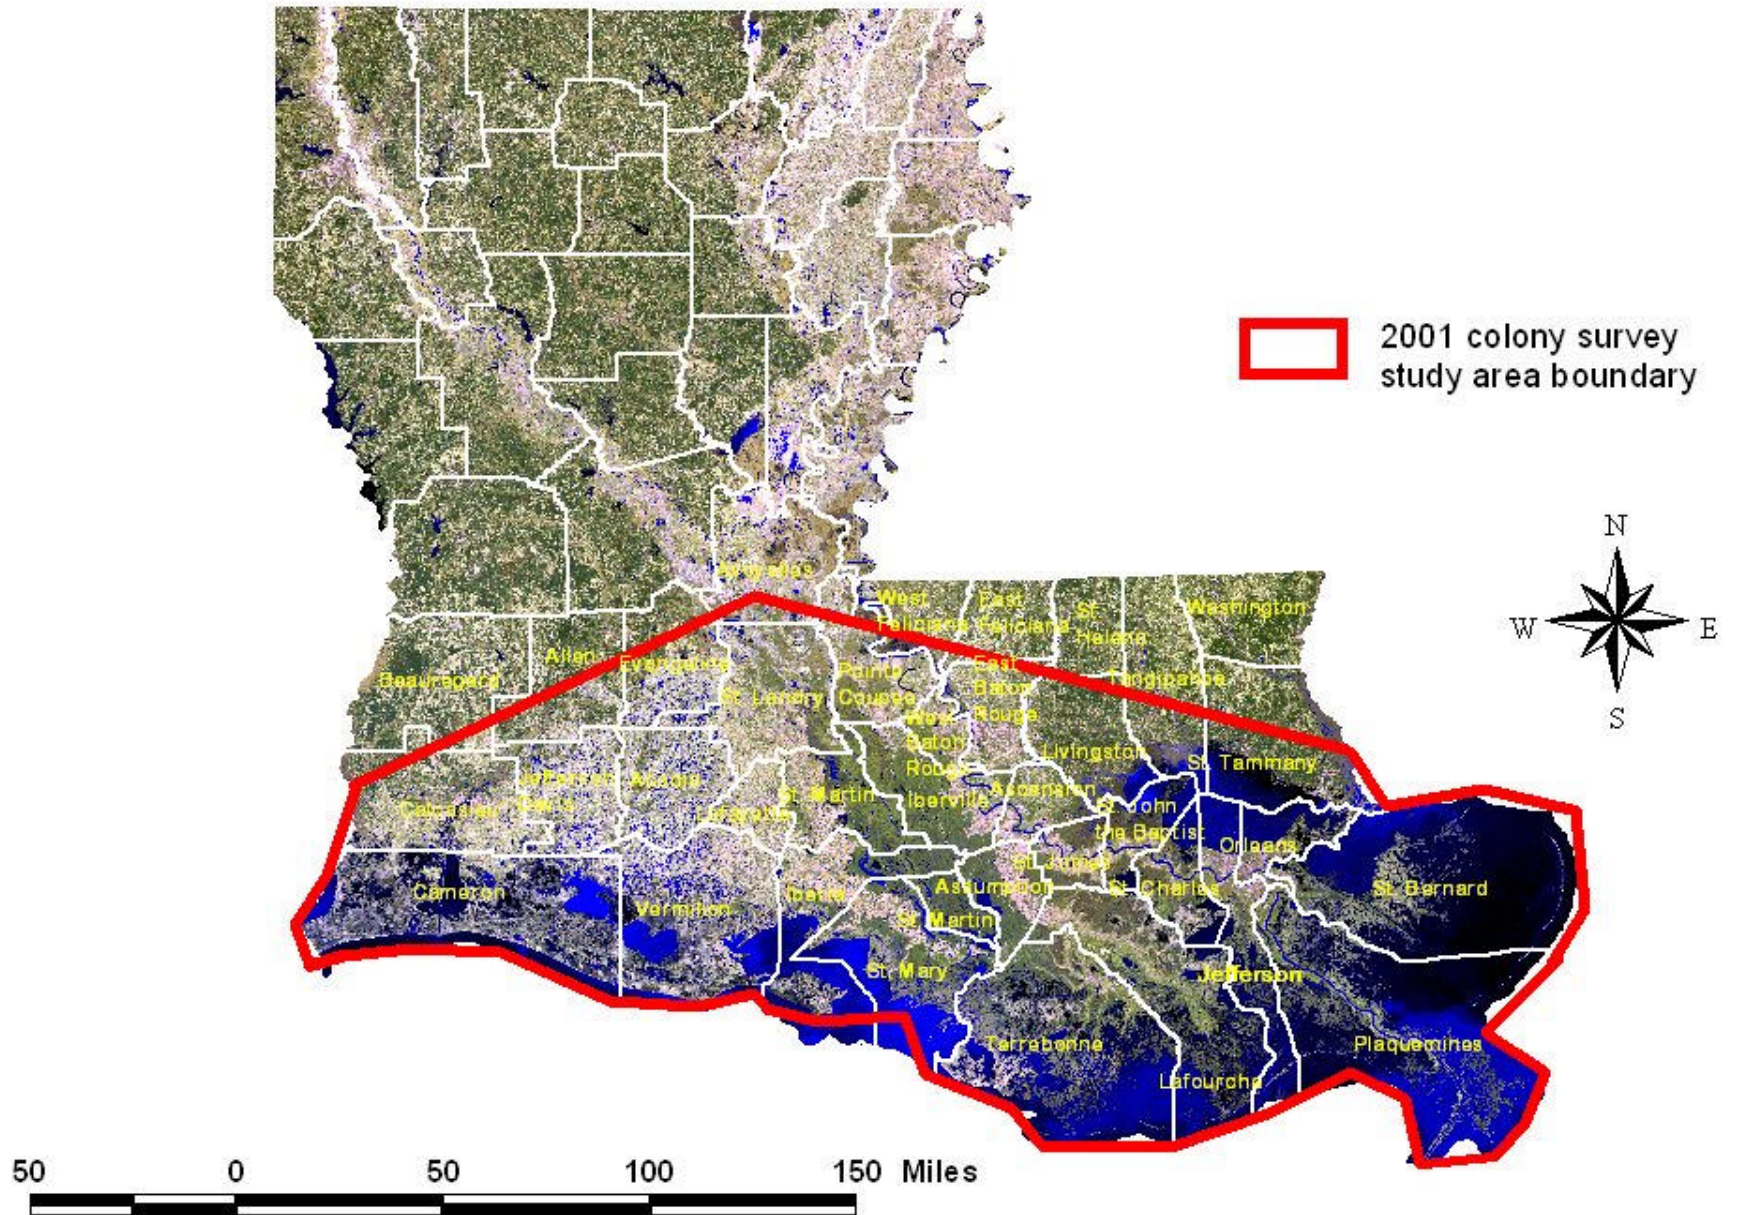 2001 colony survey
study area boundary
N
W
E
S
Avoyelles
West
Feliciana
East
Feliciana
St.
Helena
Washington
Beauregard
Allen
Evangeline
St. Landry
Pointe
Coupee
East
Baton
Rouge
Tangipahoa
West
Baton
Rouge
Livingston
St. Tammany
Calcasieu
Jefferson
Davis
Acadia
Lafayette
St. Martin
Iberville
Ascension
St. John
the Baptist
Orleans
St. James
Cameron
Vermilion
Iberia
Assumption
St. Charles
St. Bernard
St. Martin
St. Mary
Jefferson
Terrebonne
Lafourche
Plaquemines
50 0 50 100 150 Miles